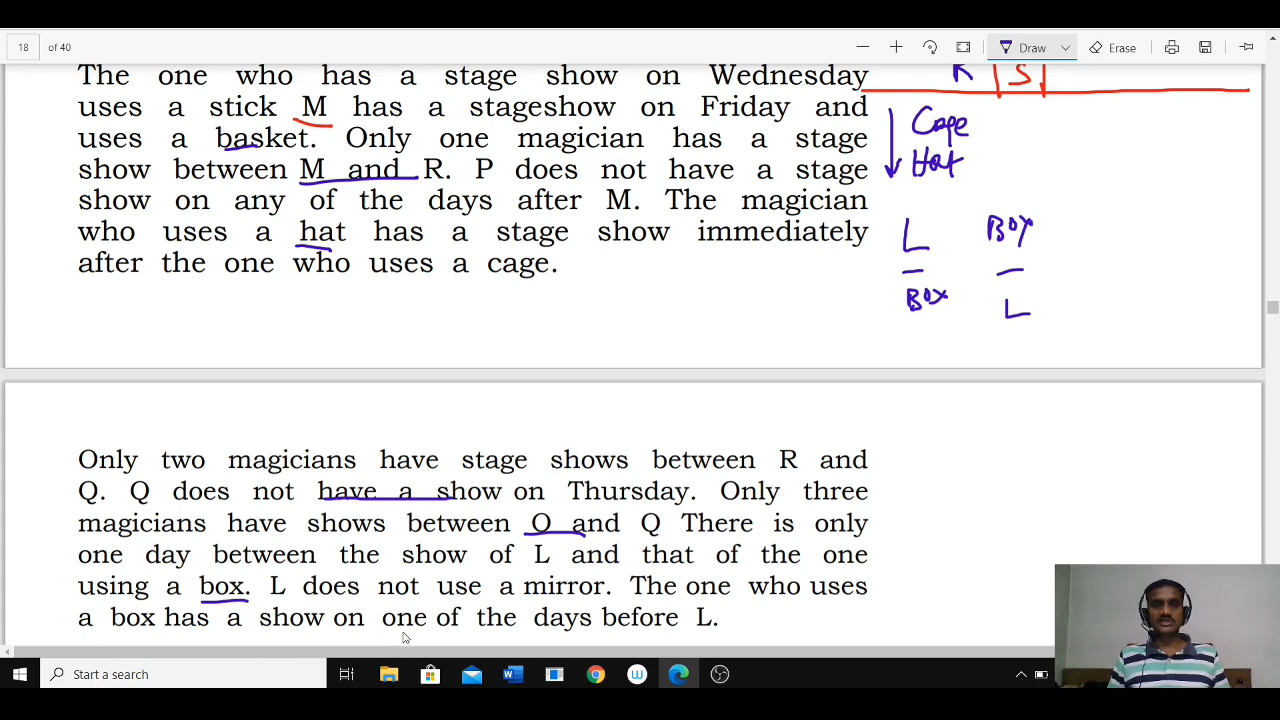 18 of 40
Draw
Erase
The one who has a stage show on Wednesday
uses a stick M has a stageshow on Friday and
uses a basket. Only one magician has a stage
show between M and R. P does not have a stage
show on any of the days after M. The magician
who uses a hat has a stage show immediately
after the one who uses a cage.
S
Cage
Hat
L Box
Box L
Only two magicians have stage shows between R and
Q. Q does not have a show on Thursday. Only three
magicians have shows between O and Q There is only
one day between the show of L and that of the one
using a box. L does not use a mirror. The one who uses
a box has a show on one of the days before L.
Start a search